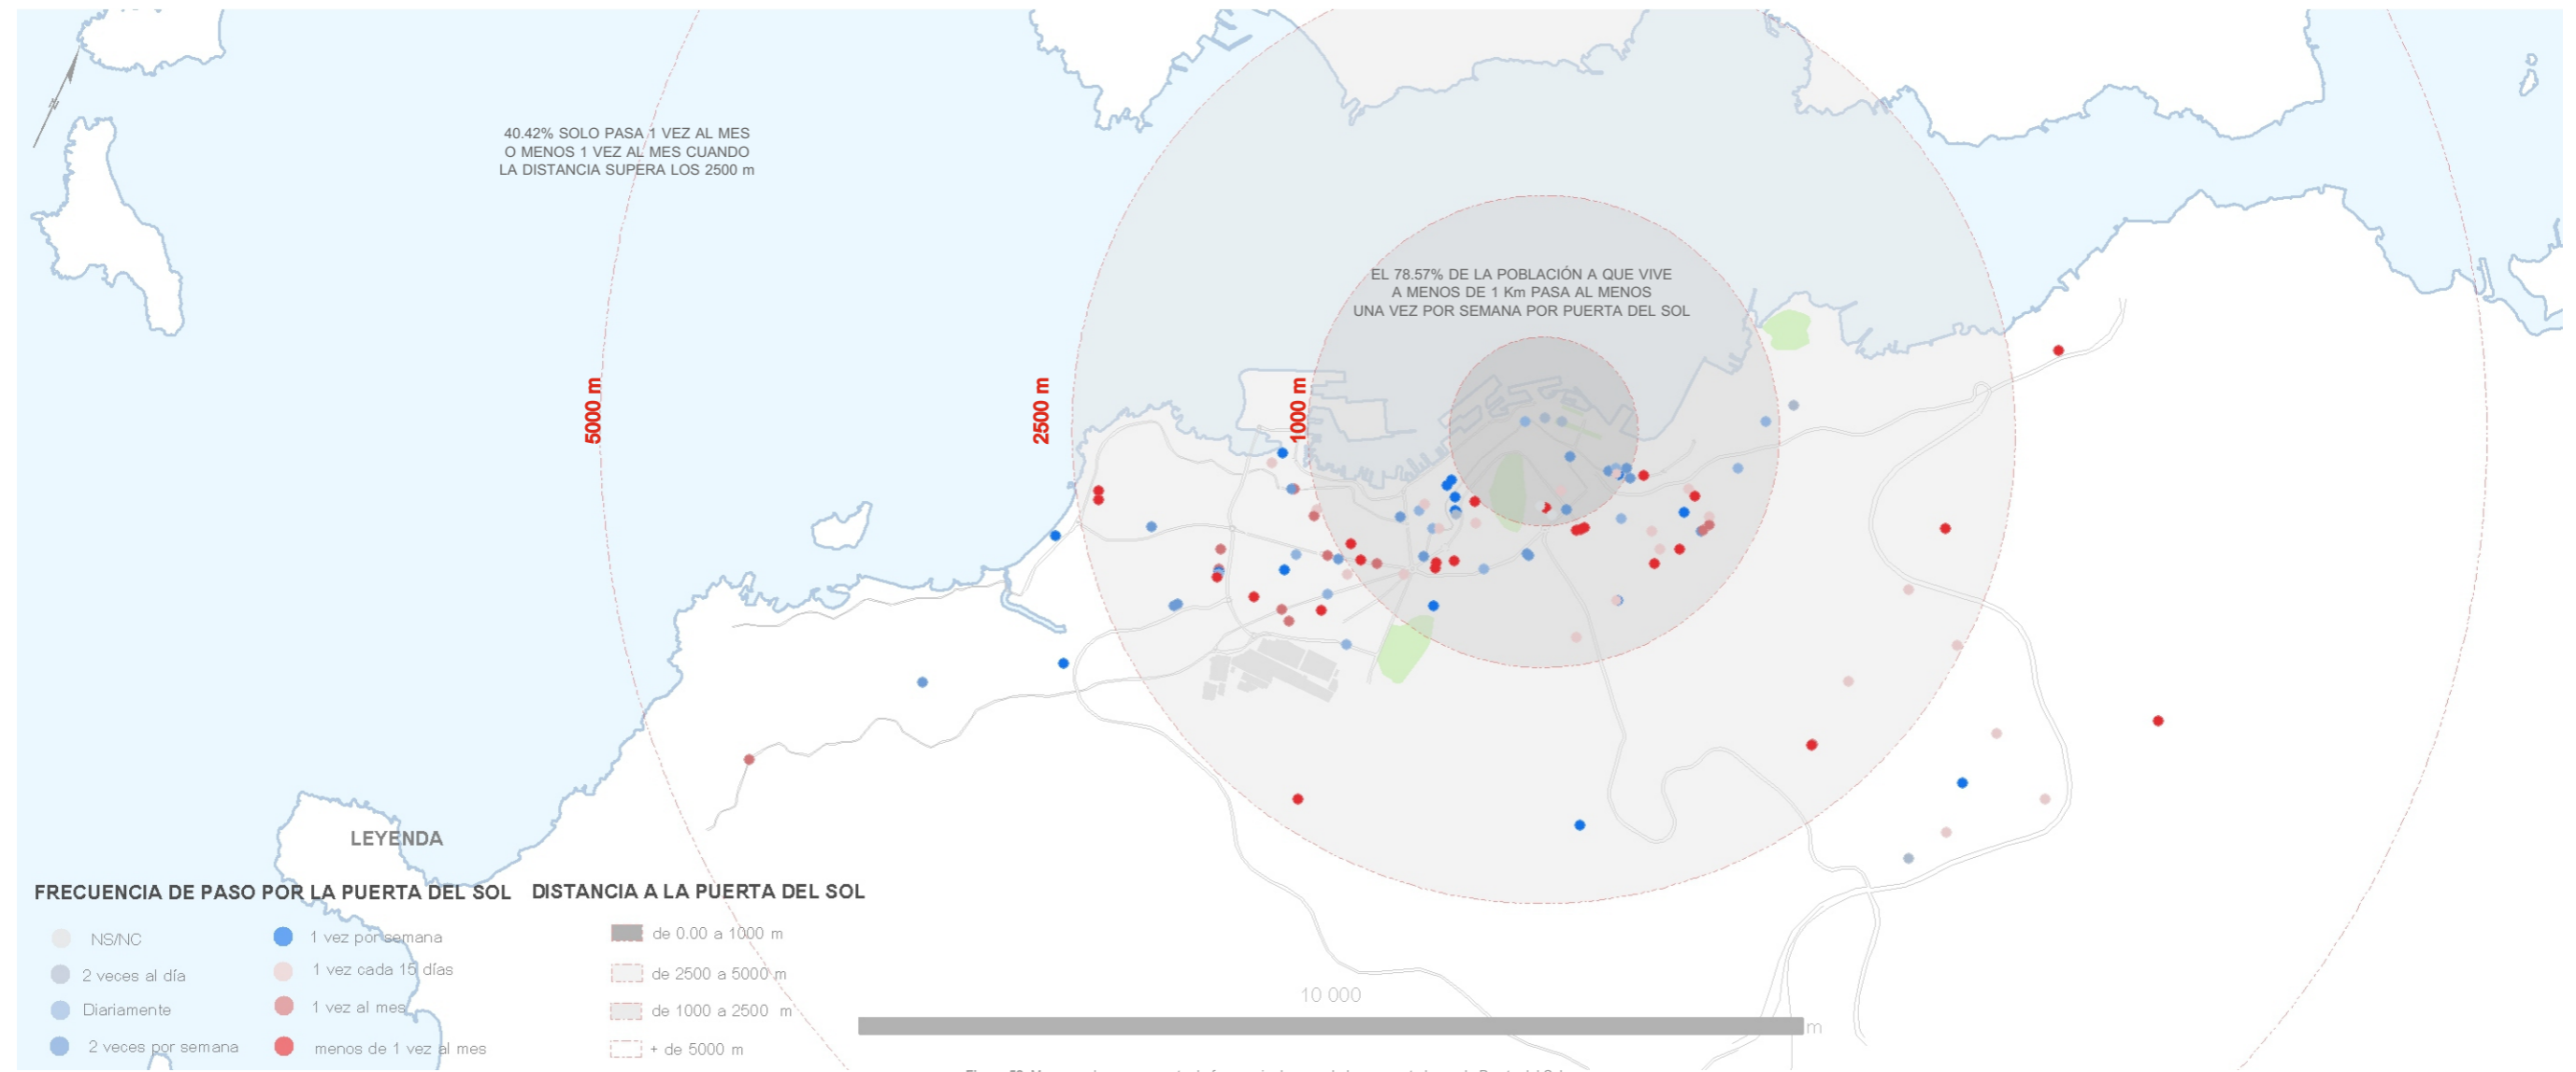 N
40.42% SOLO PASA 1 VEZ AL MES
O MENOS 1 VEZ AL MES CUANDO
LA DISTANCIA SUPERA LOS 2500 m
EL 78.57% DE LA POBLACIÓN A QUE VIVE
A MENOS DE 1 Km PASA AL MENOS
UNA VEZ POR SEMANA POR PUERTA DEL SOL
5000 m
2500 m
1000 m
LEYENDA
FRECUENCIA DE PASO POR LA PUERTA DEL SOL
NS/NC
2 veces al día
Diariamente
2 veces por semana
1 vez por semana
1 vez cada 15 días
1 vez al mes
menos de 1 vez al mes
DISTANCIA A LA PUERTA DEL SOL
de 0.00 a 1000 m
de 2500 a 5000 m
de 1000 a 2500 m
+ de 5000 m
10 000
m